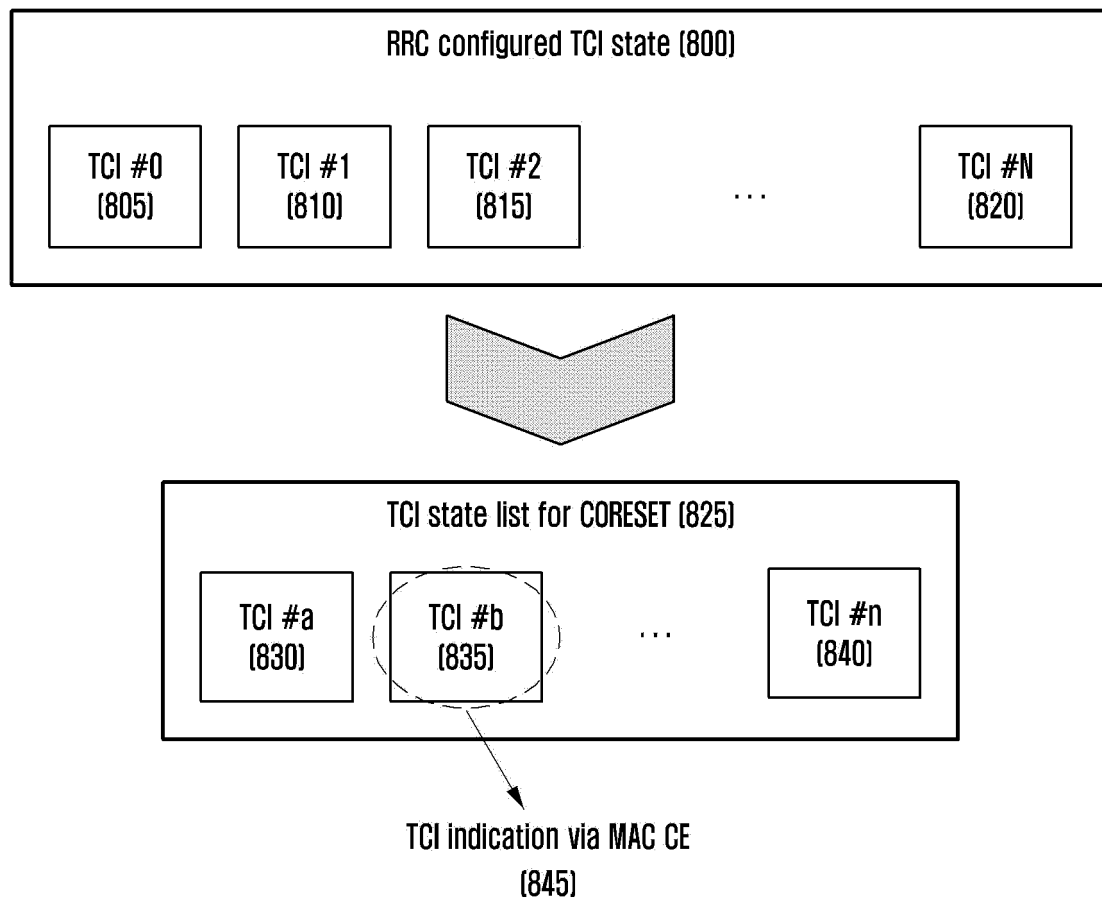 RRC configured TCI state (800)
TCI #0 TCI #1 TCI #2 TCI #N
(805) (810) (815) ... (820)
TCI state list for CORESET (825)
TCI #a TCI #b TCI #n
(830) (835) ... (840)
TCI indication via MAC CE
(845)